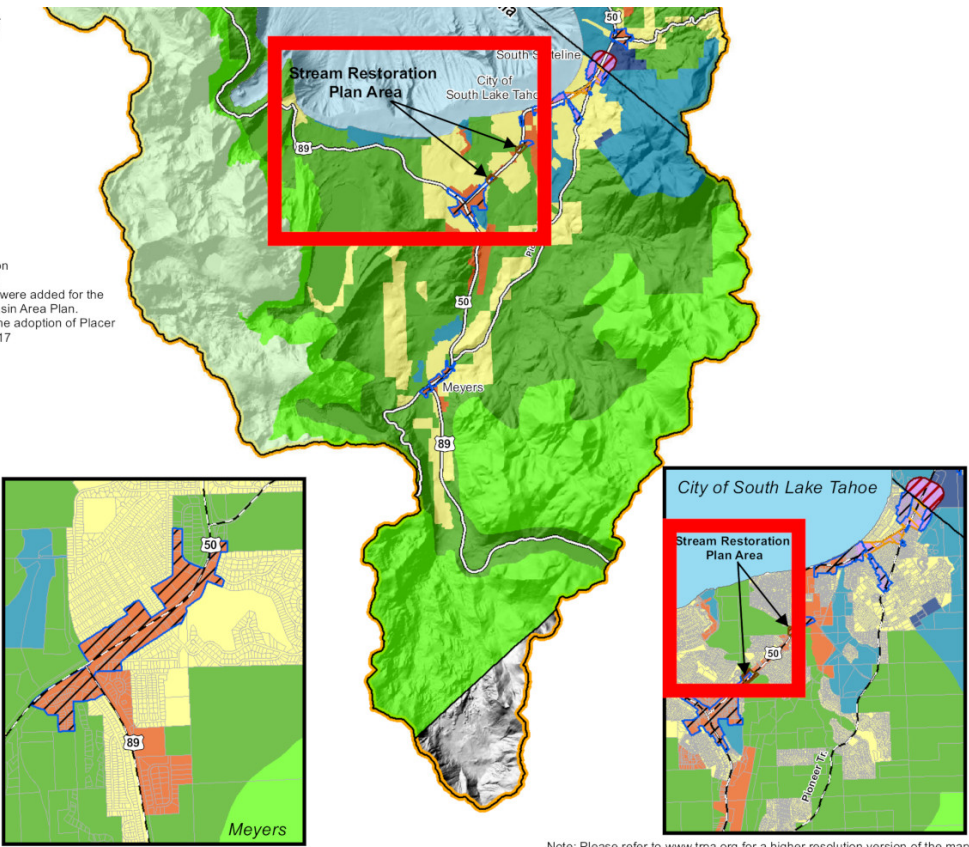 50
South Stateline
Stream Restoration
Plan Area
City of
South Lake Tahoe
89
on
were added for the
sin Area Plan.
he adoption of Placer
17
50
Meyers
89
50
89
Meyers
City of South Lake Tahoe
Stream Restoration
Plan Area
50
Pioneer Tr.
Note: Please refer to www.trpa.org for a higher resolution version of the map